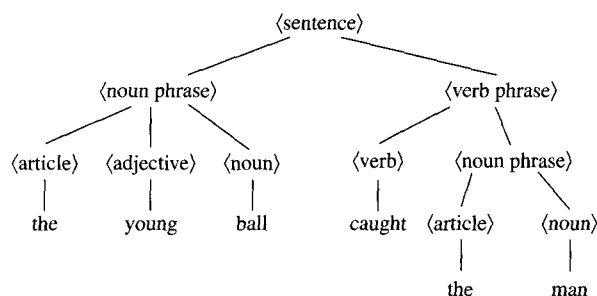 ⟨sentence⟩
⟨noun phrase⟩ ⟨verb phrase⟩
⟨article⟩ ⟨adjective⟩ ⟨noun⟩ ⟨verb⟩ ⟨noun phrase⟩
the young ball caught ⟨article⟩ ⟨noun⟩
the man